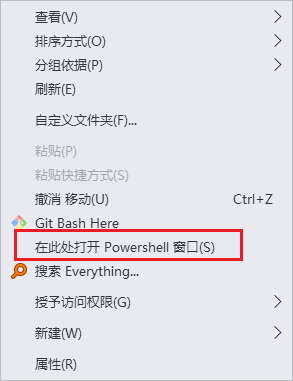 查看(V)
排序方式(O)
分组依据(P)
刷新(E)
自定义文件夹(F)...
粘贴(P)
粘贴快捷方式(S)
撤消 移动(U) Ctrl+Z
Git Bash Here
在此处打开 Powershell 窗口(S)
搜索 Everything...
授予访问权限(G)
新建(W)
属性(R)